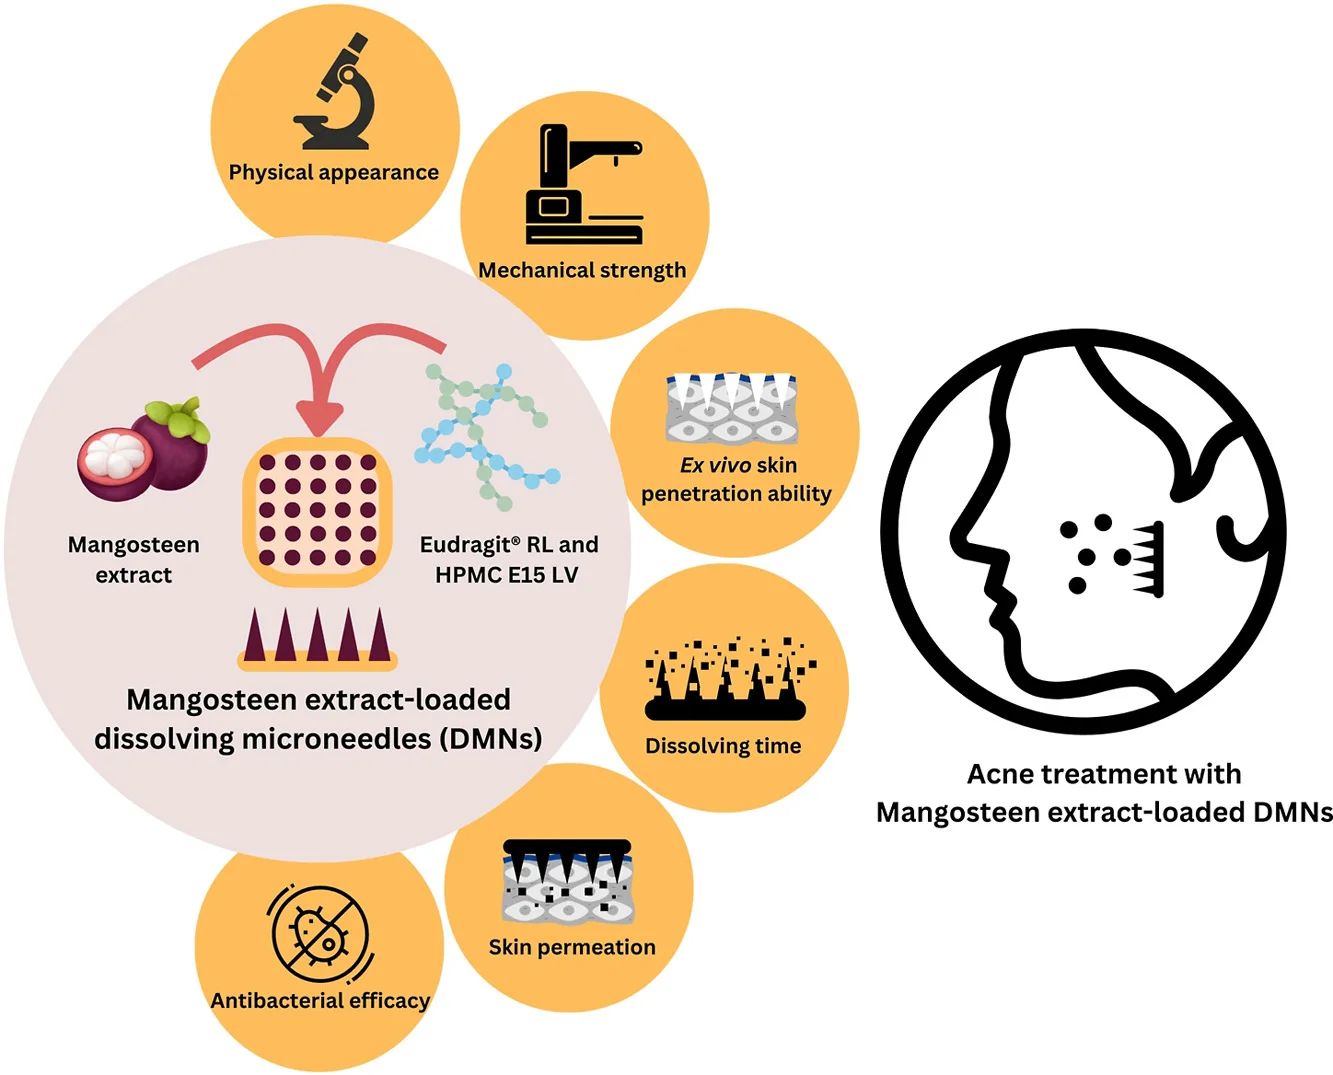 Physical appearance
Mechanical strength
Ex vivo skin
penetration ability
Mangosteen
extract
Eudragit® RL and
HPMC E15 LV
Mangosteen extract-loaded
dissolving microneedles (DMNs)
Dissolving time
Skin permeation
Antibacterial efficacy
Acne treatment with
Mangosteen extract-loaded DMNs